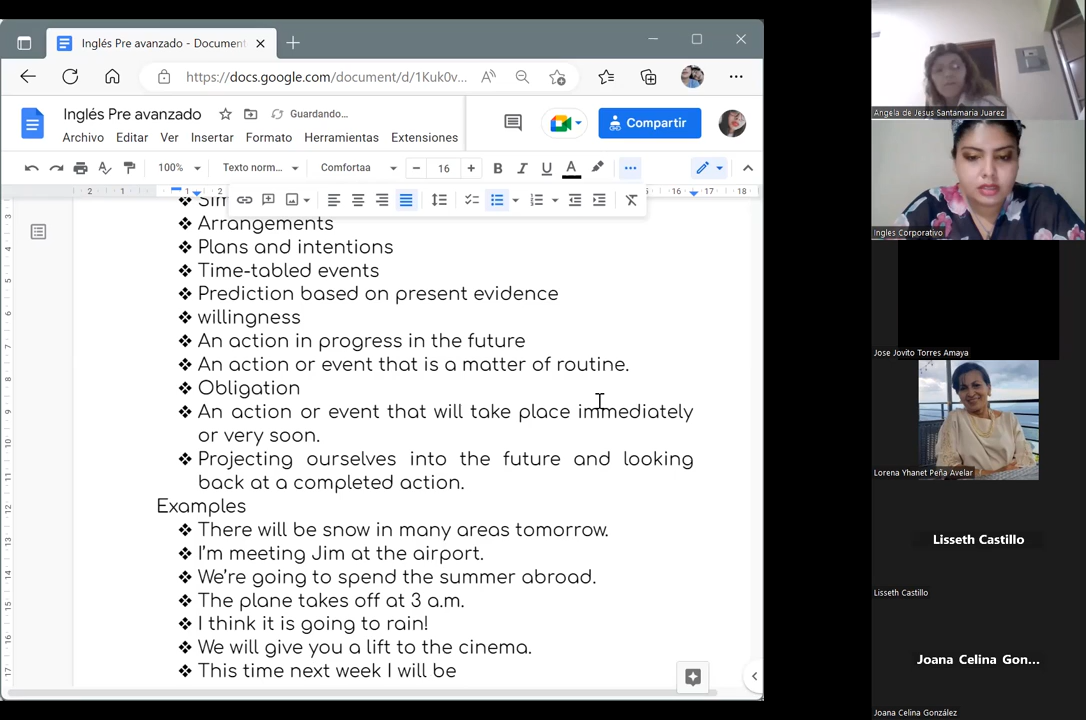 Inglés Pre avanzado - Document
https://docs.google.com/document/d/1Kuk0v...
Inglés Pre avanzado
Guardando...
Archivo Editar Ver Insertar Formato Herramientas Extensiones
Compartir
100% Texto norm... Comfortaa 16 B I U A
2 1 1 2 16 17 18
Arrangements
Plans and intentions
Time-tabled events
Prediction based on present evidence
willingness
An action in progress in the future
An action or event that is a matter of routine.
Obligation
An action or event that will take place immediately
or very soon.
Projecting ourselves into the future and looking
back at a completed action.
Examples
There will be snow in many areas tomorrow.
I'm meeting Jim at the airport.
We're going to spend the summer abroad.
The plane takes off at 3 a.m.
I think it is going to rain!
We will give you a lift to the cinema.
This time next week I will be
Angela de Jesus Santamaria Juarez
Ingles Corporativo
Jose Jovito Torres Amaya
Lorena Yhanet Peña Avelar
Lisseth Castillo
Lisseth Castillo
Joana Celina Gon...
Joana Celina González